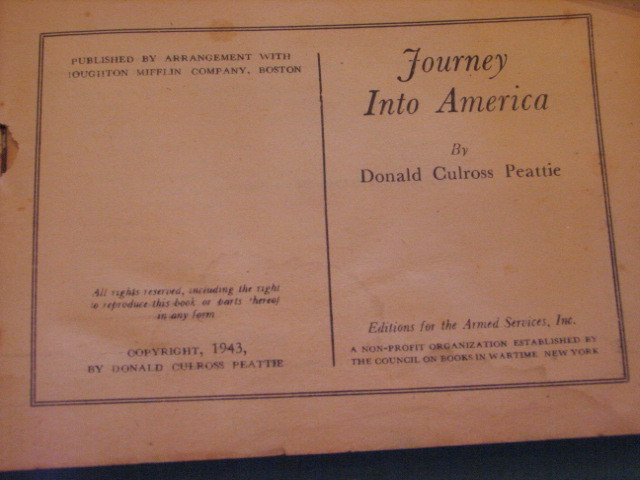 PUBLISHED BY ARRANGEMENT WITH
HOUGHTON MIFFLIN COMPANY, BOSTON
All rights reserved, including the right
to reproduce this book or parts thereof
in any form
COPYRIGHT, 1943,
BY DONALD CULROSS PEATTIE
Journey
Into America
By
Donald Culross Peattie
Editions for the Armed Services, Inc.
A NON-PROFIT ORGANIZATION ESTABLISHED BY
THE COUNCIL ON BOOKS IN WARTIME NEW YORK